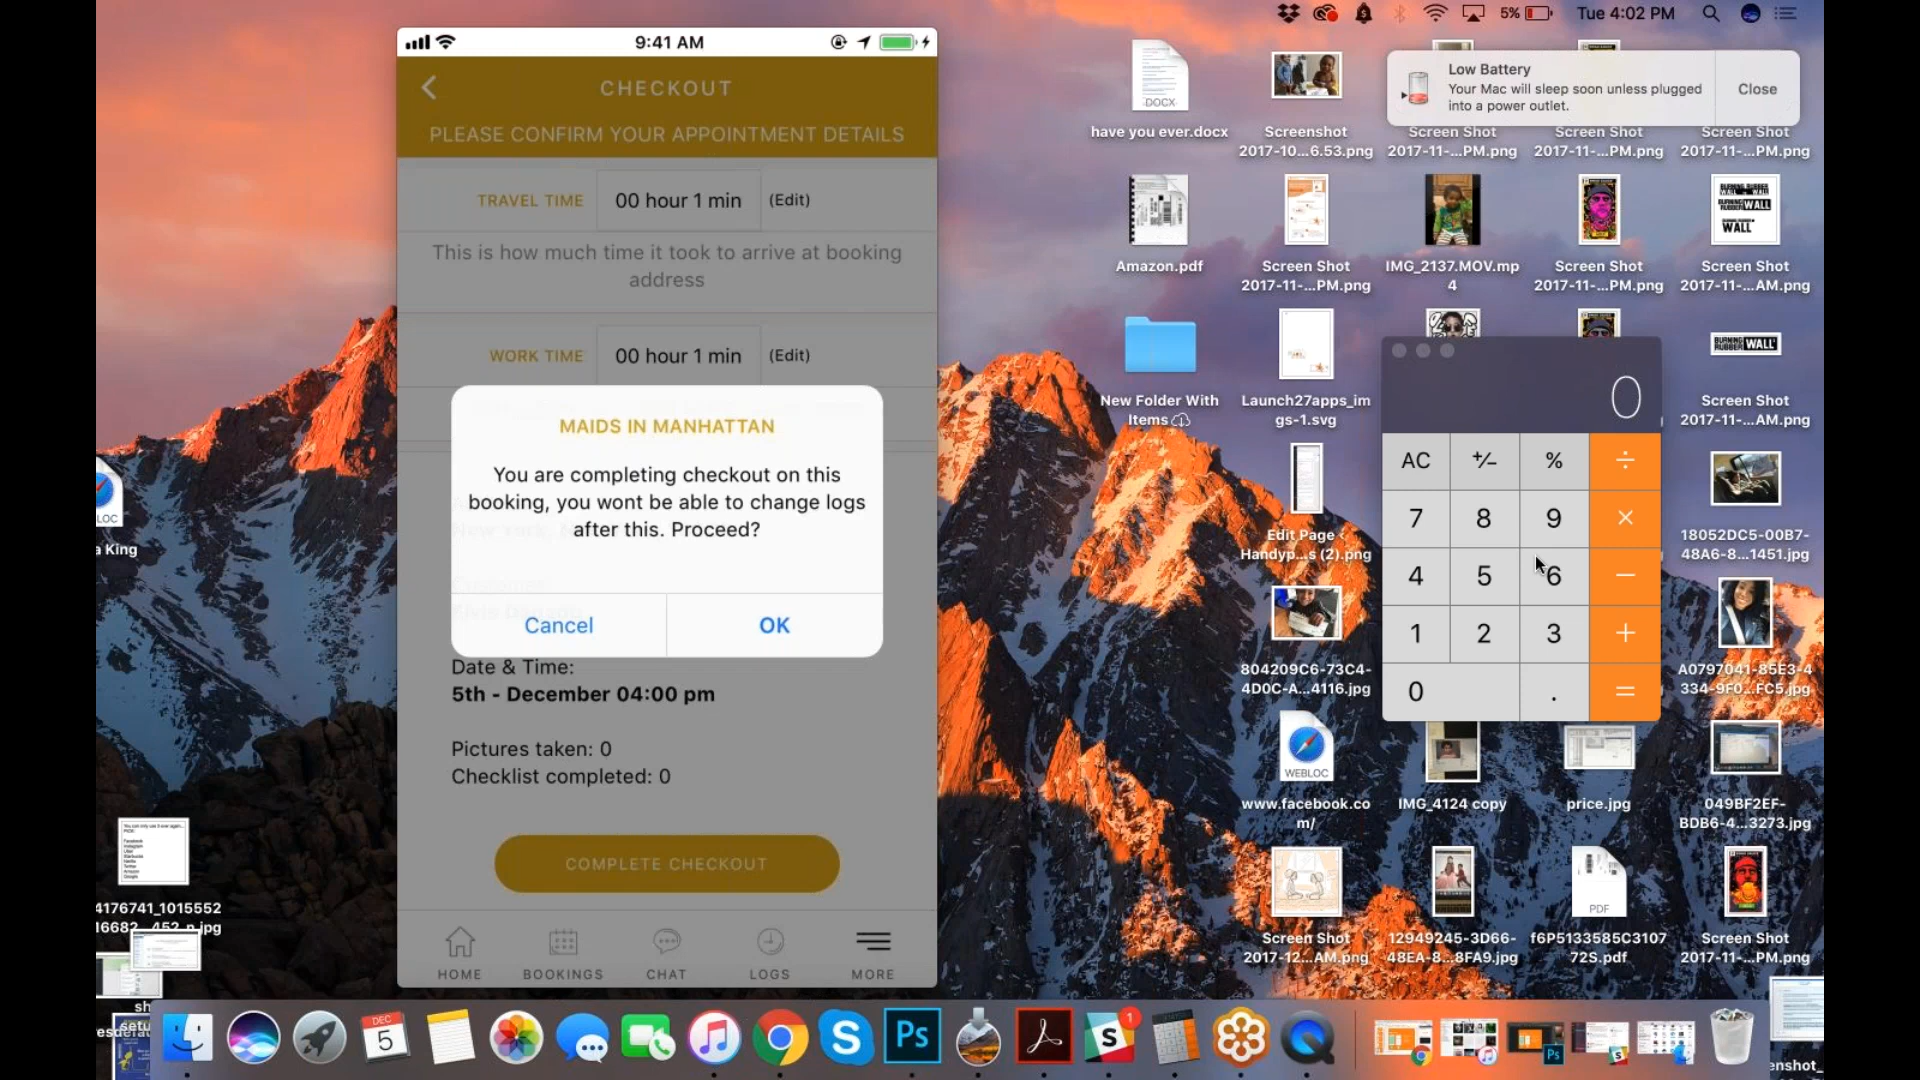 5%
Tue 4:02 PM
9:41 AM
CHECKOUT
PLEASE CONFIRM YOUR APPOINTMENT DETAILS
TRAVEL TIME
00 hour 1 min
(Edit)
This is how much time it took to arrive at booking
address
WORK TIME
00 hour 1 min
(Edit)
MAIDS IN MANHATTAN
You are completing checkout on this
booking, you wont be able to change logs
after this. Proceed?
Cancel
OK
Date & Time:
5th - December 04:00 pm
Pictures taken: 0
Checklist completed: 0
COMPLETE CHECKOUT
HOME
BOOKINGS
CHAT
LOGS
MORE
Low Battery
Your Mac will sleep soon unless plugged
into a power outlet.
Close
DOCX
have you ever.docx
Screenshot
2017-10...6.53.png
Screen Shot
2017-11-...PM.png
Screen Shot
2017-11-...PM.png
Screen Shot
2017-11-...PM.png
Amazon.pdf
Screen Shot
2017-11-...PM.png
IMG_2137.MOV.mp
4
Screen Shot
2017-11-...PM.png
BURNING RUBBER
WALL
Screen Shot
2017-11-...AM.png
New Folder With
Items
Launch27apps_im
gs-1.svg
BURNING
RUBBER
WALL
Screen Shot
2017-11-...AM.png
Edit Page ‹
Handyp...s (2).png
18052DC5-00B7-
48A6-8...1451.jpg
804209C6-73C4-
4D0C-A...4116.jpg
A0797041-85E3-4
334-9F0...FC5.jpg
WEBLOC
www.facebook.co
m/
IMG_4124 copy
price.jpg
049BF2EF-
BDB6-4...3273.jpg
PDF
Screen Shot
2017-12...AM.png
12949245-3D66-
48EA-8...8FA9.jpg
f6P5133585C3107
72S.pdf
Screen Shot
2017-11-...PM.png
0
AC
+/−
%
÷
7
8
9
×
4
5
6
−
1
2
3
+
0
.
=
LOC
a King
4176741_1015552
16682..._452_n.jpg
DEC
5
Ps
S
1